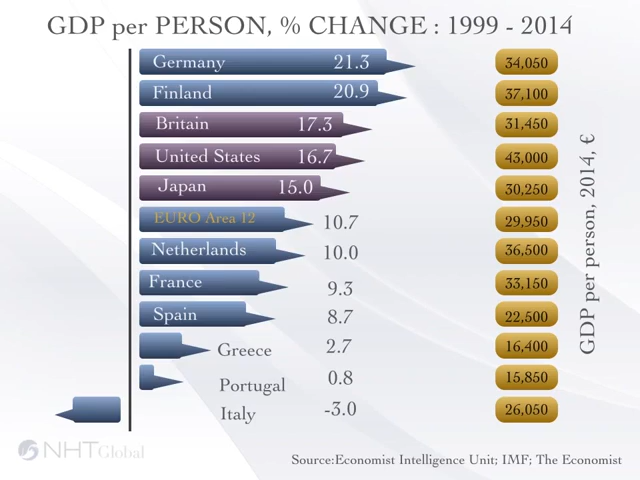 GDP per PERSON, % CHANGE : 1999 - 2014
Germany 21.3 34,050
Finland 20.9 37,100
Britain 17.3 31,450
United States 16.7 43,000
Japan 15.0 30,250
EURO Area 12 10.7 29,950
Netherlands 10.0 36,500
France 9.3 33,150
Spain 8.7 22,500
Greece 2.7 16,400
Portugal 0.8 15,850
Italy -3.0 26,050
GDP per person, 2014, €
NHT Global
Source:Economist Intelligence Unit; IMF; The Economist